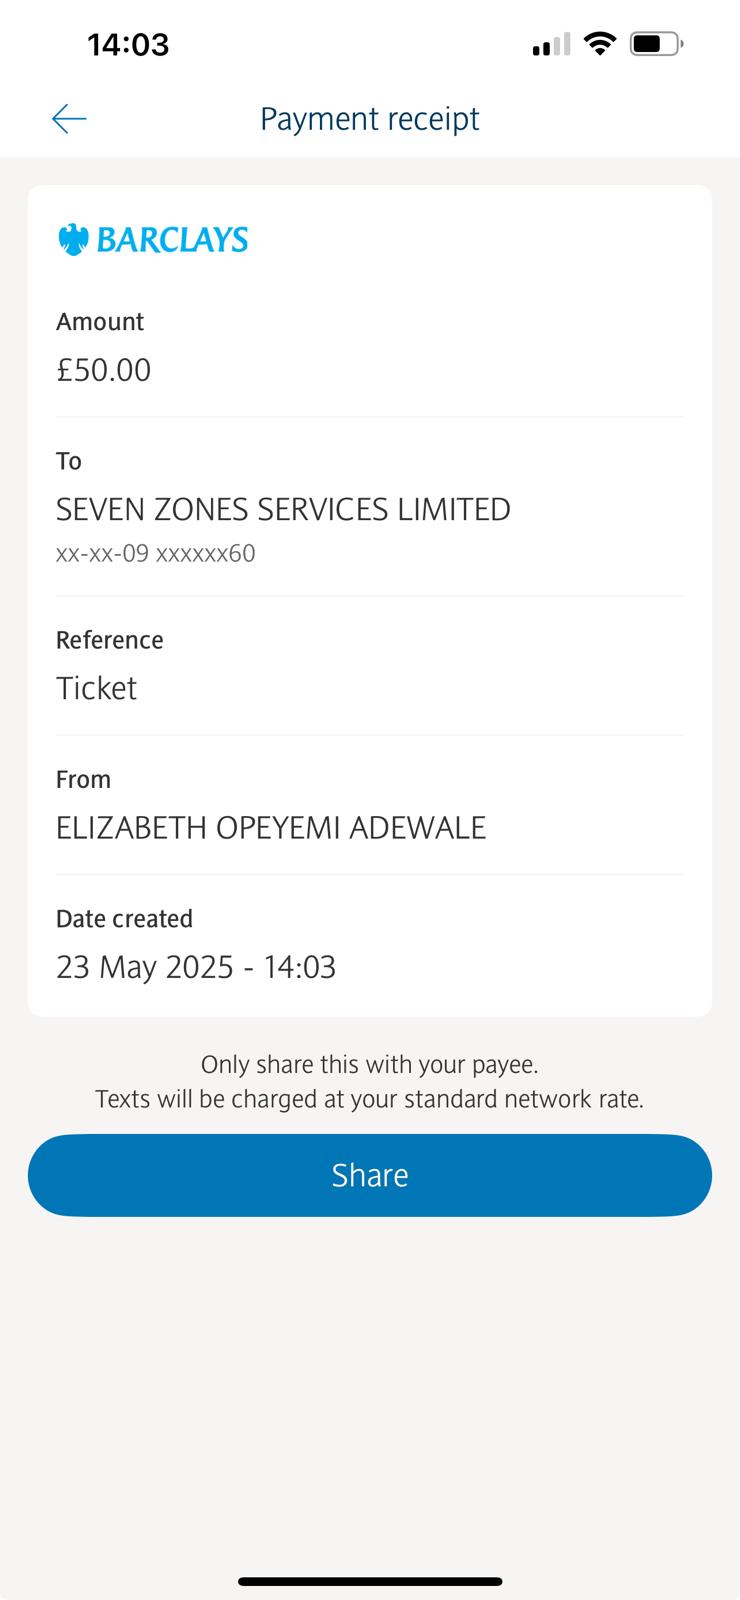 14:03
Payment receipt
BARCLAYS
Amount
£50.00
To
SEVEN ZONES SERVICES LIMITED
xx-xx-09 xxxxxx60
Reference
Ticket
From
ELIZABETH OPEYEMI ADEWALE
Date created
23 May 2025 - 14:03
Only share this with your payee.
Texts will be charged at your standard network rate.
Share